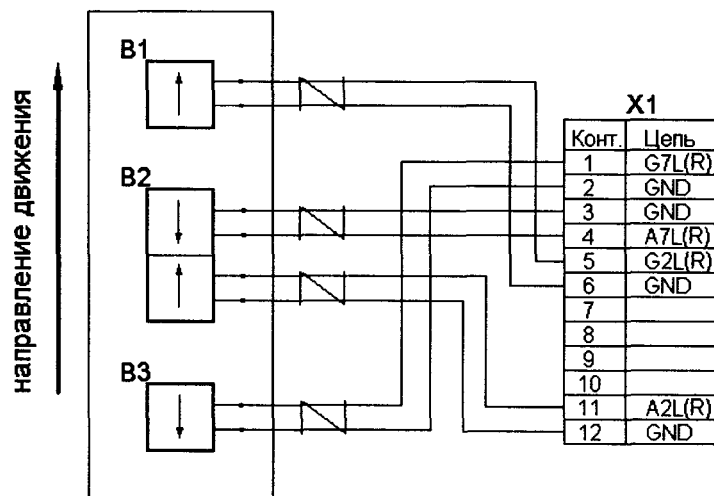 направление движения
B1
B2
B3
X1
Конт. Цепь
1 G7L(R)
2 GND
3 GND
4 A7L(R)
5 G2L(R)
6 GND
7
8
9
10
11 A2L(R)
12 GND